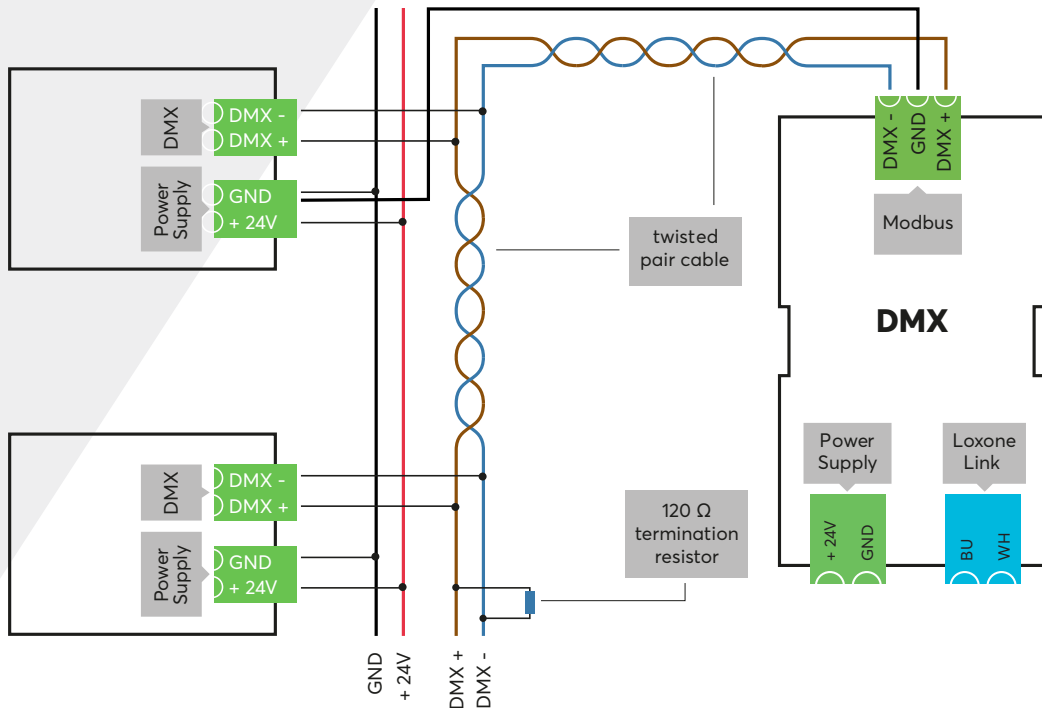 DMX
DMX -
DMX +
Power
Supply
GND
+ 24V
twisted
pair cable
DMX -
GND
DMX +
Modbus
DMX
Power
Supply
Loxone
Link
+ 24V
GND
BU
WH
DMX
DMX -
DMX +
Power
Supply
GND
+ 24V
120 Ω
termination
resistor
GND
+ 24V
DMX +
DMX -